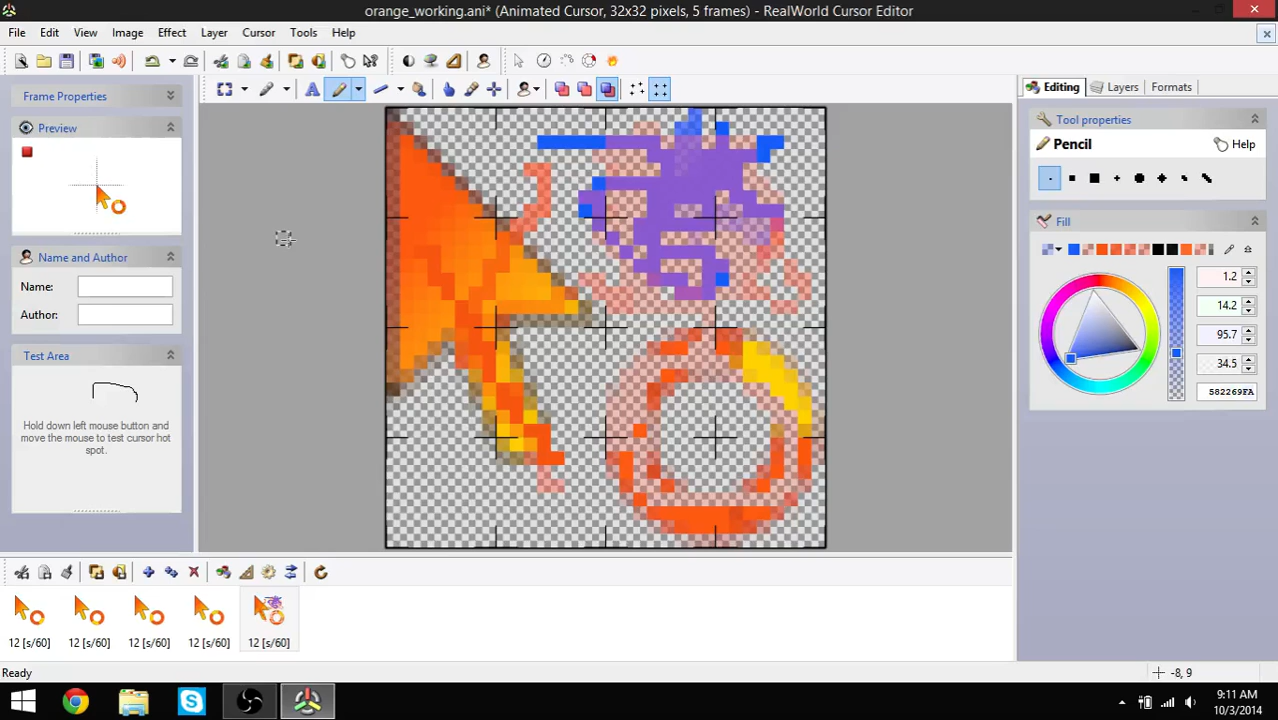 orange_working.ani* (Animated Cursor, 32x32 pixels, 5 frames) - RealWorld Cursor Editor
File Edit View Image Effect Layer Cursor Tools Help
Frame Properties
Preview
Name and Author
Name:
Author:
Test Area
Hold down left mouse button and
move the mouse to test cursor hot
spot.
Editing Layers Formats
Tool properties
Pencil Help
Fill
1.2
14.2
95.7
34.5
582269FA
12 [s/60] 12 [s/60] 12 [s/60] 12 [s/60] 12 [s/60]
Ready
-8, 9
9:11 AM
10/3/2014